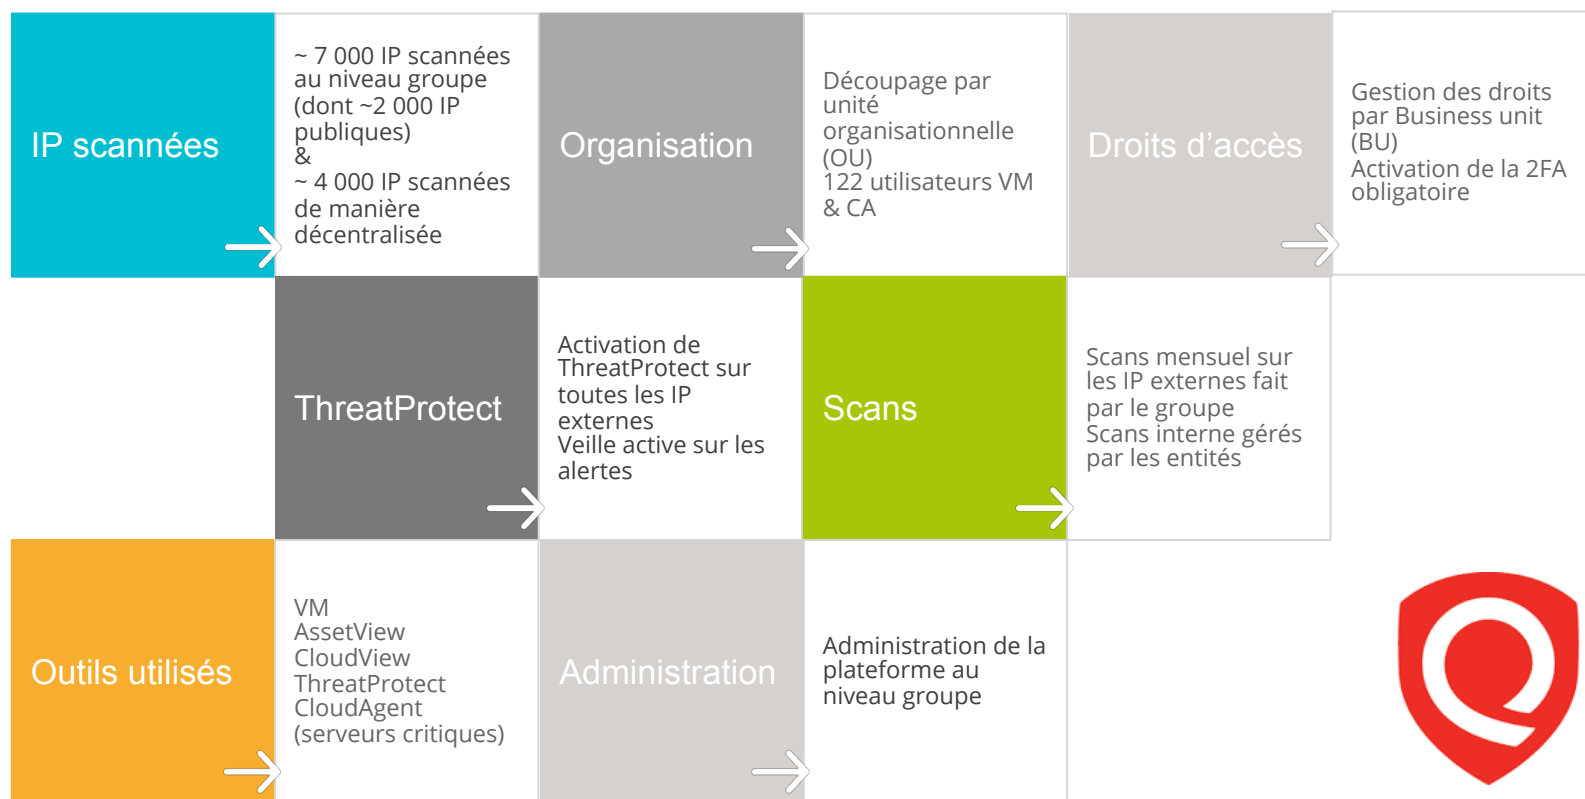 IP scannées
~ 7 000 IP scannées
au niveau groupe
(dont ~2 000 IP
publiques)
&
~ 4 000 IP scannées
de manière
décentralisée
Organisation
Découpage par
unité
organisationnelle
(OU)
122 utilisateurs VM
& CA
Droits d’accès
Gestion des droits
par Business unit
(BU)
Activation de la 2FA
obligatoire
ThreatProtect
Activation de
ThreatProtect sur
toutes les IP
externes
Veille active sur les
alertes
Scans
Scans mensuel sur
les IP externes fait
par le groupe
Scans interne gérés
par les entités
Outils utilisés
VM
AssetView
CloudView
ThreatProtect
CloudAgent
(serveurs critiques)
Administration
Administration de la
plateforme au
niveau groupe